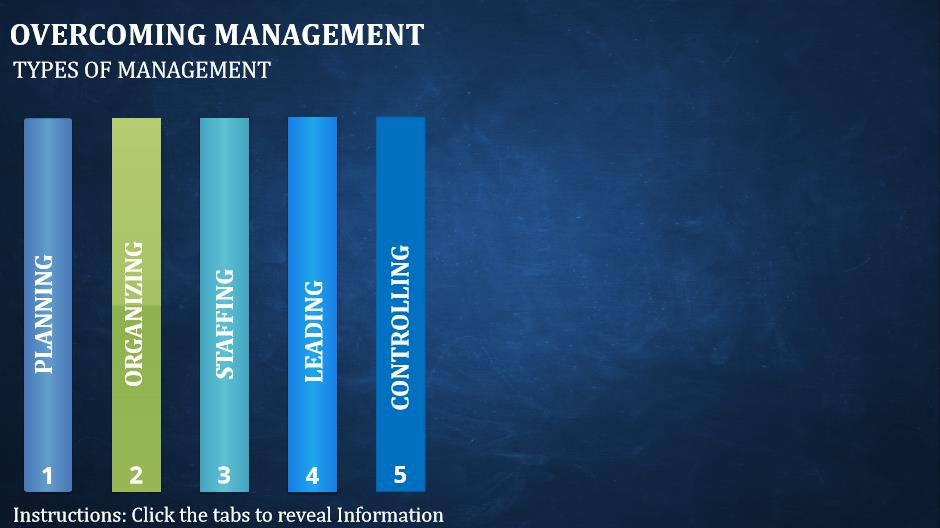 OVERCOMING MANAGEMENT
TYPES OF MANAGEMENT
PLANNING
1
ORGANIZING
2
STAFFING
3
LEADING
4
CONTROLLING
5
Instructions: Click the tabs to reveal Information